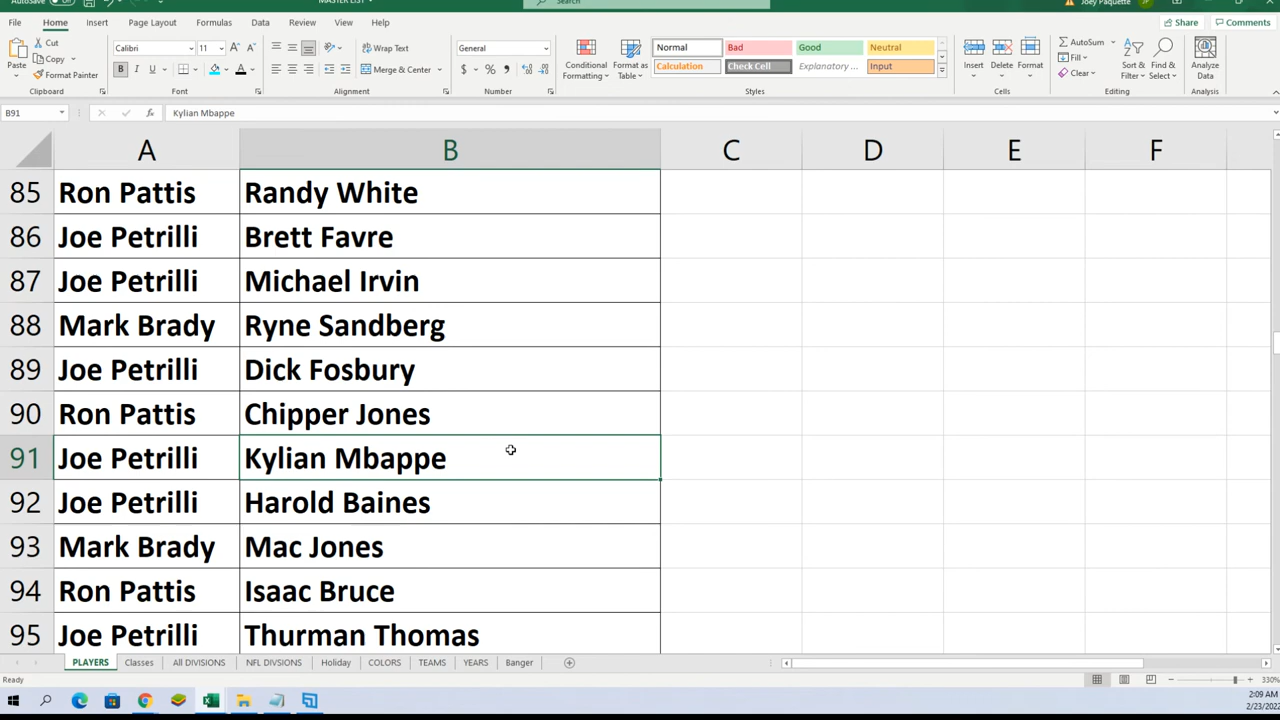 AutoSave Off MASTER LIST Search Joey Paquette JP
File Home Insert Page Layout Formulas Data Review View Help Share Comments
Paste Cut Copy Format Painter Clipboard
Calibri 11 B I U A Font
Wrap Text Merge & Center Alignment
General $ % , Number
Conditional Formatting Format as Table
Normal Bad Good Neutral
Calculation Check Cell Explanatory ... Input
Styles
Insert Delete Format Cells
AutoSum Fill Clear Sort & Filter Find & Select Editing
Analyze Data Analysis
B91 fx Kylian Mbappe
A B C D E F
85 Ron Pattis Randy White
86 Joe Petrilli Brett Favre
87 Joe Petrilli Michael Irvin
88 Mark Brady Ryne Sandberg
89 Joe Petrilli Dick Fosbury
90 Ron Pattis Chipper Jones
91 Joe Petrilli Kylian Mbappe
92 Joe Petrilli Harold Baines
93 Mark Brady Mac Jones
94 Ron Pattis Isaac Bruce
95 Joe Petrilli Thurman Thomas
PLAYERS Classes All DIVISIONS NFL DIVSIONS Holiday COLORS TEAMS YEARS Banger
Ready 330%
2:09 AM
2/23/2022